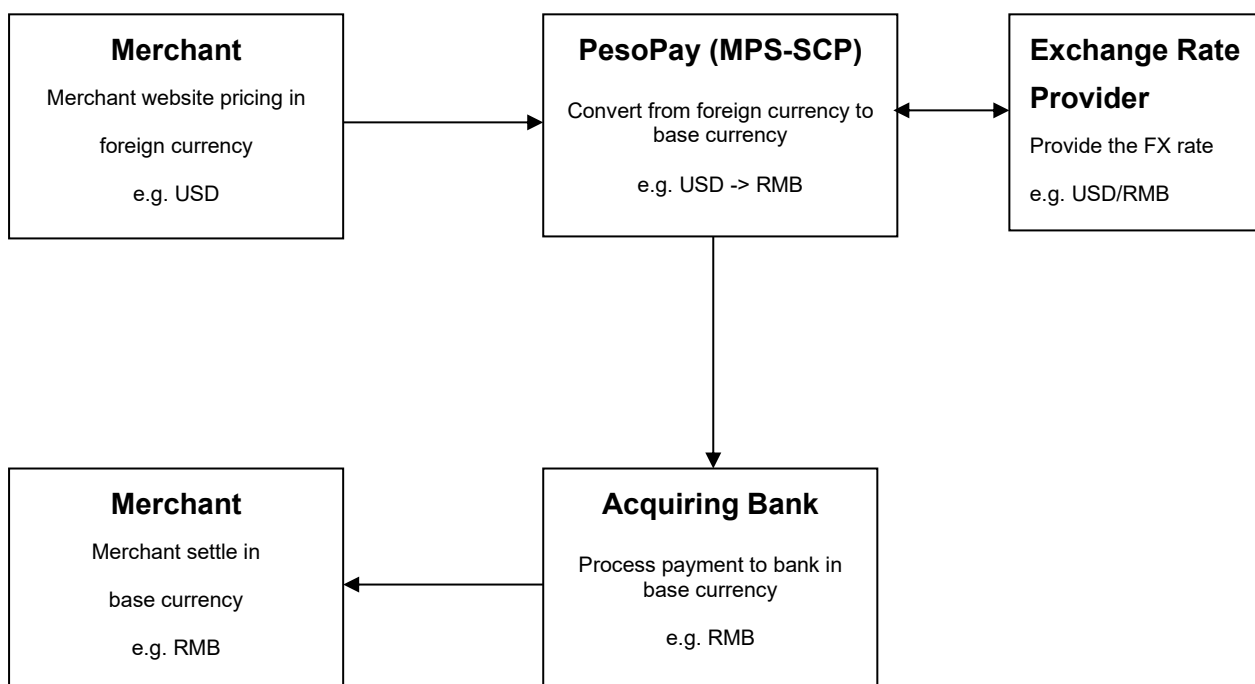 Merchant
Merchant website pricing in
foreign currency
e.g. USD
PesoPay (MPS-SCP)
Convert from foreign currency to
base currency
e.g. USD -> RMB
Exchange Rate
Provider
Provide the FX rate
e.g. USD/RMB
Merchant
Merchant settle in
base currency
e.g. RMB
Acquiring Bank
Process payment to bank in
base currency
e.g. RMB